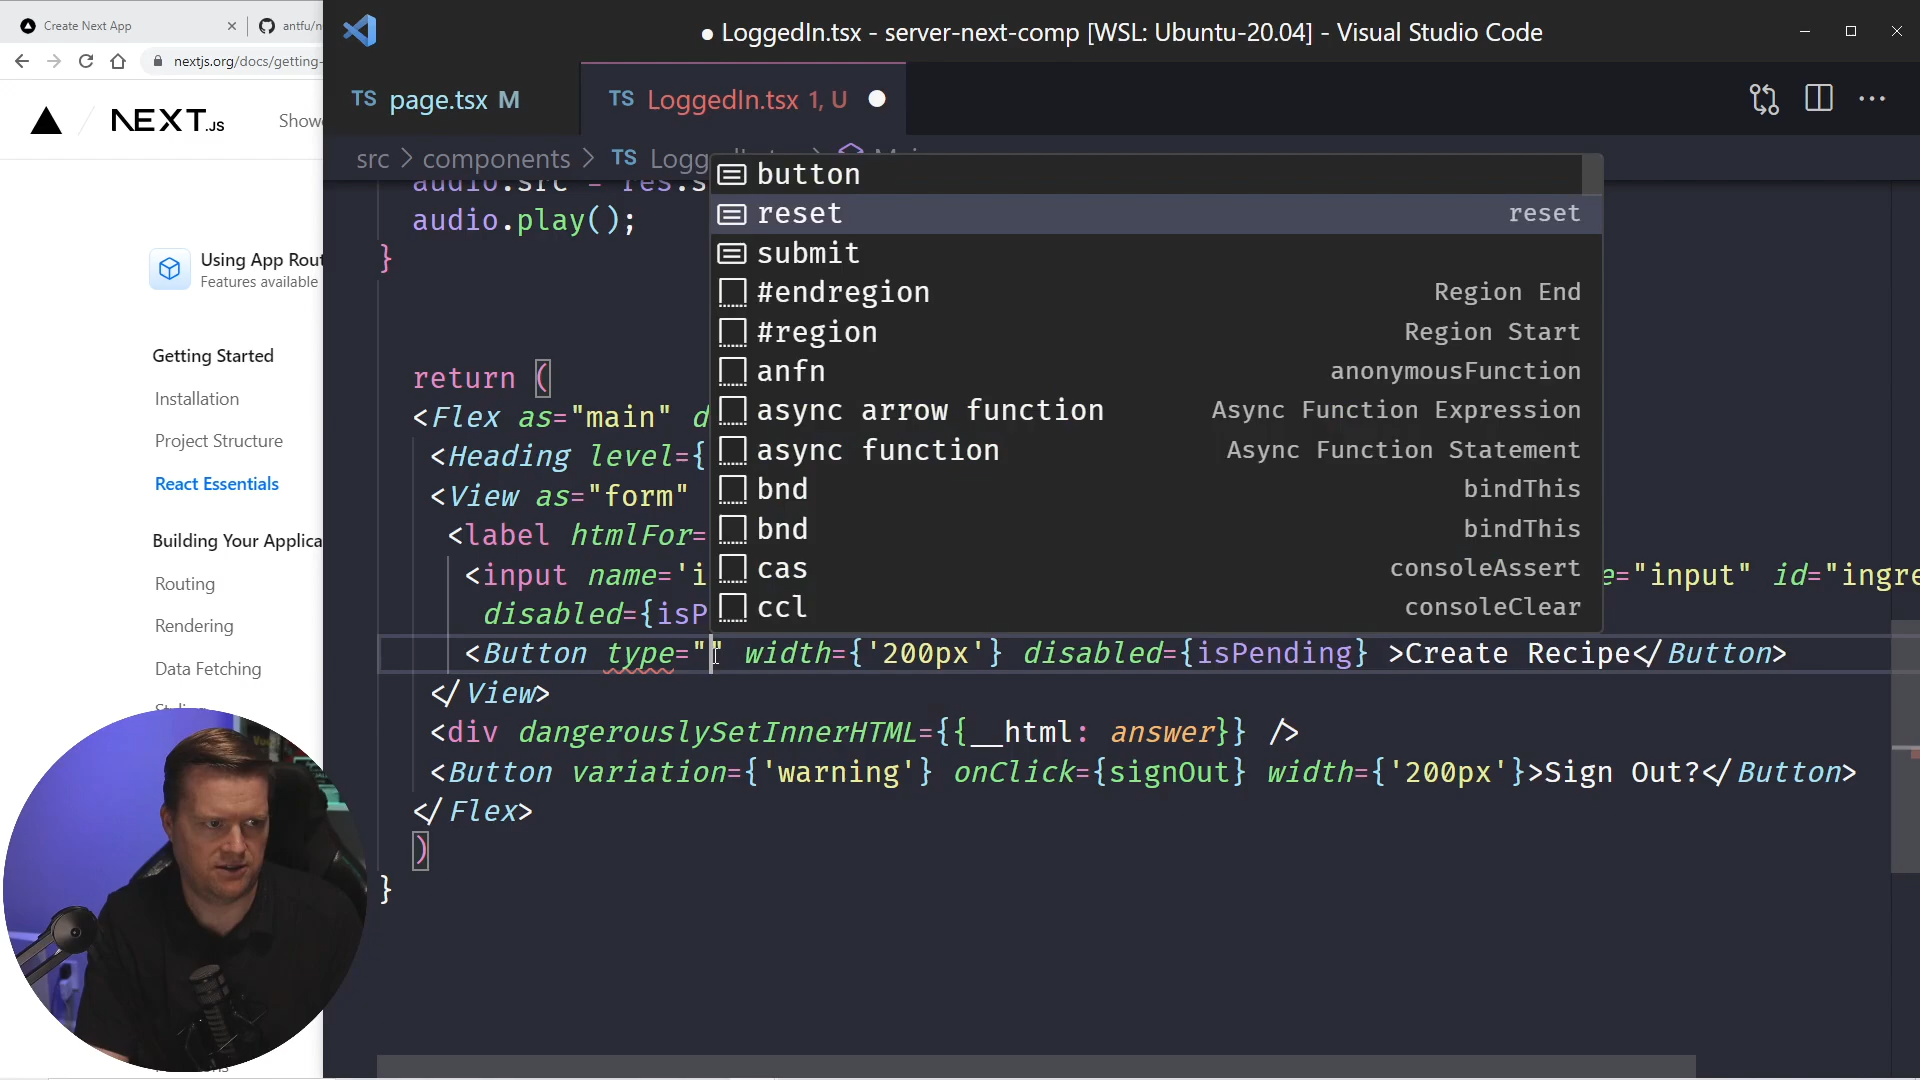 Create Next App
antfu/n
LoggedIn.tsx - server-next-comp [WSL: Ubuntu-20.04] - Visual Studio Code
nextjs.org/docs/getting-
TS page.tsx M
TS LoggedIn.tsx 1, U
NEXT.JS
Show
src > components > TS
audio.src = res.s
audio.play();
}
return (
<Flex as="main" d
<Heading level={
<View as="form"
<label htmlFor=
<input name='i
e="input" id="ingre
disabled={isP
<Button type="" width={'200px'} disabled={isPending} >Create Recipe</Button>
</View>
<div dangerouslySetInnerHTML={{__html: answer}} />
<Button variation={'warning'} onClick={signOut} width={'200px'}>Sign Out?</Button>
</Flex>
)
}
button
reset reset
submit
#endregion Region End
#region Region Start
anfn anonymousFunction
async arrow function Async Function Expression
async function Async Function Statement
bnd bindThis
bnd bindThis
cas consoleAssert
ccl consoleClear
Using App Rout
Features available
Getting Started
Installation
Project Structure
React Essentials
Building Your Applica
Routing
Rendering
Data Fetching